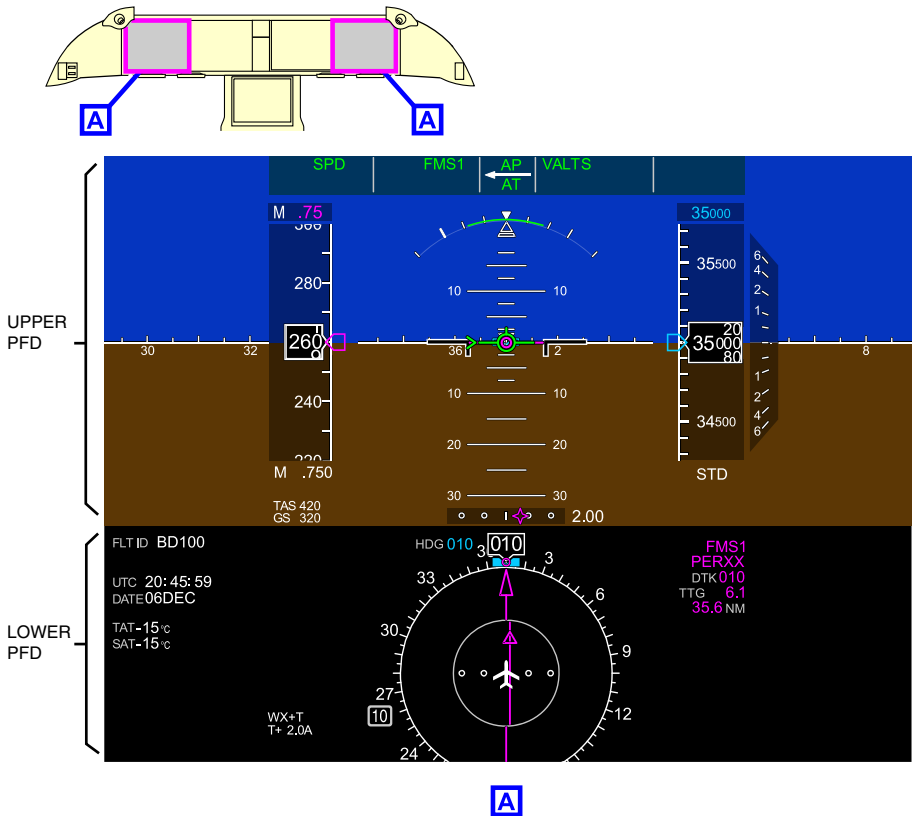 A A
UPPER
PFD
SPD FMS1 AP VALTS
AT
M .75
300
280
260
1
9
240
220
M .750
TAS 420
GS 320
10 10
10 10
20 20
30 30
30 32 36 2 8
2.00
35000
35500
35000
20
80
34500
STD
6
4
2
1
1
2
4
6
LOWER
PFD
FLT ID BD100
UTC 20:45:59
DATE 06DEC
TAT-15°C
SAT-15°C
WX+T
T+ 2.0A
HDG 010
010
3
33 3
30 6
27 9
24 12
10
FMS1
PERXX
DTK 010
TTG 6.1
35.6 NM
A